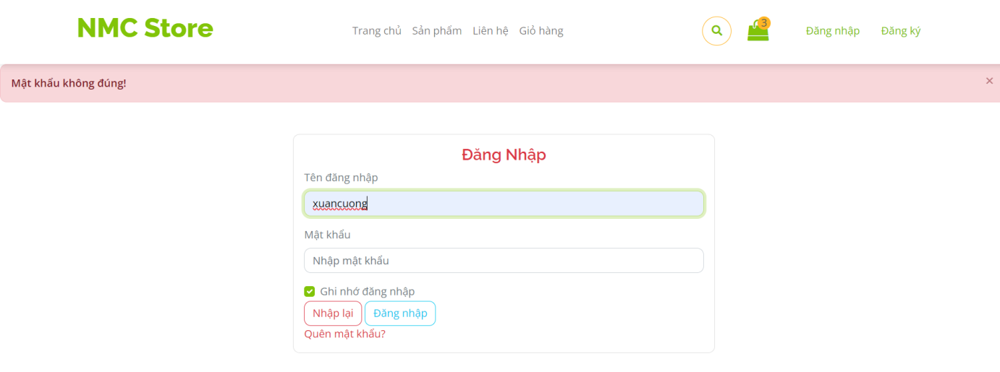 NMC Store
Trang chủ Sản phẩm Liên hệ Giỏ hàng
3
Đăng nhập Đăng ký
Mật khẩu không đúng!
×
Đăng Nhập
Tên đăng nhập
xuancuong
Mật khẩu
Nhập mật khẩu
Ghi nhớ đăng nhập
Nhập lại Đăng nhập
Quên mật khẩu?